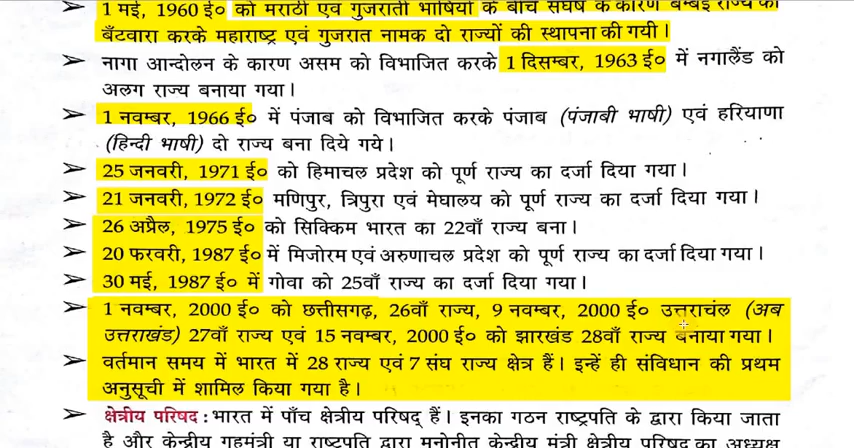 ➢ 1 मई, 1960 ई० को मराठी एवं गुजराती भाषियों के बीच संघर्ष के कारण बम्बई राज्य का
बँटवारा करके महाराष्ट्र एवं गुजरात नामक दो राज्यों की स्थापना की गयी।
➢ नागा आन्दोलन के कारण असम को विभाजित करके 1 दिसम्बर, 1963 ई० में नगालैंड को
अलग राज्य बनाया गया।
➢ 1 नवम्बर, 1966 ई० में पंजाब को विभाजित करके पंजाब (पंजाबी भाषी) एवं हरियाणा
(हिन्दी भाषी) दो राज्य बना दिये गये।
➢ 25 जनवरी, 1971 ई० को हिमाचल प्रदेश को पूर्ण राज्य का दर्जा दिया गया।
➢ 21 जनवरी, 1972 ई० मणिपुर, त्रिपुरा एवं मेघालय को पूर्ण राज्य का दर्जा दिया गया।
➢ 26 अप्रैल, 1975 ई० को सिक्किम भारत का 22वाँ राज्य बना।
➢ 20 फरवरी, 1987 ई० में मिजोरम एवं अरुणाचल प्रदेश को पूर्ण राज्य का दर्जा दिया गया।
➢ 30 मई, 1987 ई० में गोवा को 25वाँ राज्य का दर्जा दिया गया।
➢ 1 नवम्बर, 2000 ई० को छत्तीसगढ़, 26वाँ राज्य, 9 नवम्बर, 2000 ई० उत्तराचंल (अब
उत्तराखंड) 27वाँ राज्य एवं 15 नवम्बर, 2000 ई० को झारखंड 28वाँ राज्य बनाया गया।
➢ वर्तमान समय में भारत में 28 राज्य एवं 7 संघ राज्य क्षेत्र हैं। इन्हें ही संविधान की प्रथम
अनुसूची में शामिल किया गया है।
➢ क्षेत्रीय परिषद : भारत में पाँच क्षेत्रीय परिषद् हैं। इनका गठन राष्ट्रपति के द्वारा किया जाता
है और केन्द्रीय गृहमंत्री या राष्ट्रपति द्वारा मनोनीत केन्द्रीय मंत्री क्षेत्रीय परिषद का अध्यक्ष